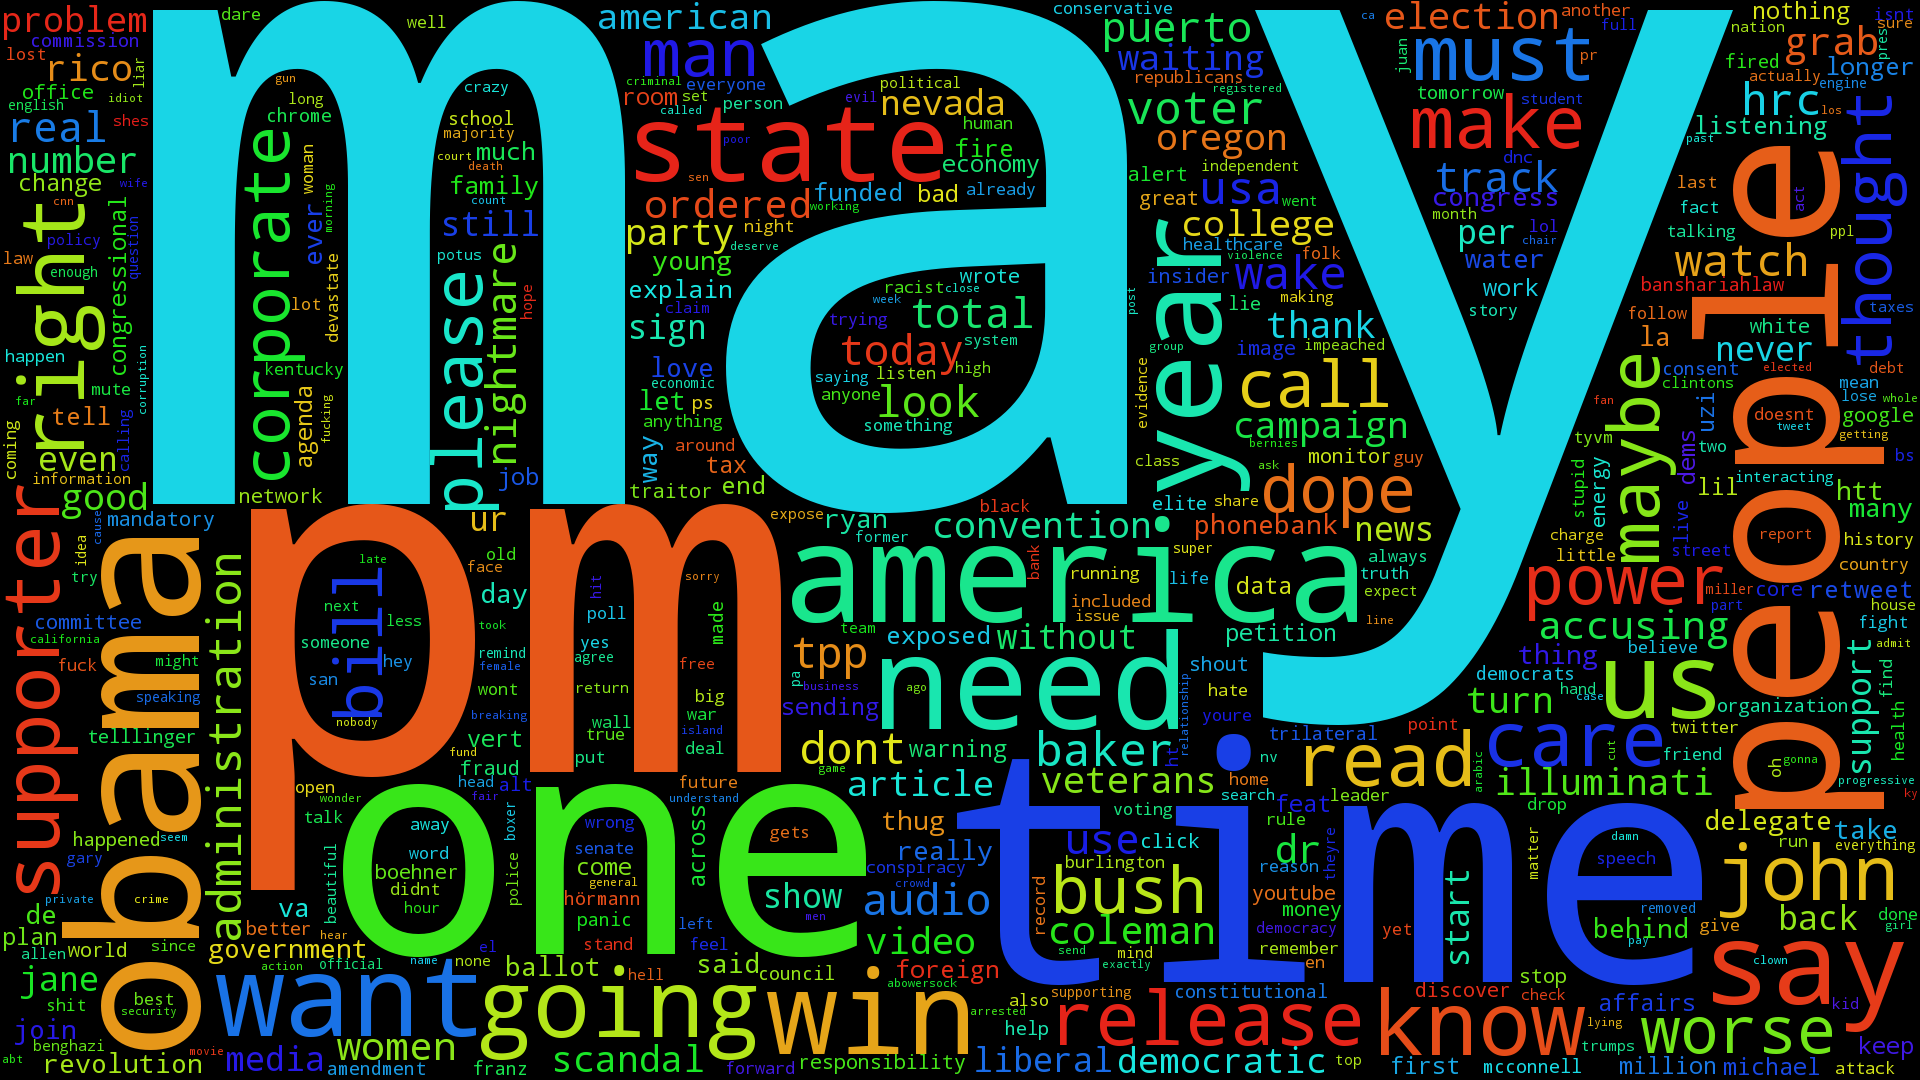 may
pm
time
one
people
obama
america
need
state
us
say
want
going
win
release
know
right
supporter
year
corporate
please
power
care
read
john
must
make
man
american
puerto
election
nothing
isnt
problem
dare
well
conservative
another
full
sure
commission
lost
rico
liar
office
english
idiot
real
shes
number
change
wife
cnn
policy
question
law
enough
congressional
happen
mute
corruption
far
tell
calling
coming
even
information
good
mandatory
gun
long
chrome
woman
morning
ever
devastate
lot
kentucky
agenda
fucking
network
crazy
school
majority
court
much
death
family
count
still
potus
nightmare
hope
job
criminal
everyone
room
set
person
called
political
evil
nevada
poor
human
fire
economy
sen
funded
bad
already
ordered
working
party
night
deserve
young
explain
claim
sign
love
economic
let
ps
anything
way
around
tax
traitor
end
wrote
racist
close
week
trying
total
today
system
saying
listen
high
anyone
look
something
waiting
juan
republicans
registered
voter
oregon
independent
alert
usa
went
great
college
healthcare
folk
violence
insider
wake
post
lie
making
thank
group
image
impeached
evidence
call
campaign
bernies
class
ask
monitor
guy
elite
share
dope
phonebank
news
ca
pr
tomorrow
student
dnc
track
congress
month
lol
per
chair
water
work
story
grab
nation
press
fired
longer
actually
engine
hrc
los
listening
past
thought
last
fact
act
talking
ppl
watch
banshariahlaw
follow
taxes
white
la
never
consent
elected
debt
clintons
mean
lose
whole
fan
maybe
uzi
doesnt
google
tweet
getting
tyvm
dems
two
bs
stupid
energy
interacting
lil
htt
many
charge
live
little
street
report
history
country
always
truth
expect
line
miller
core
retweet
part
house
fight
accusing
admit
thing
believe
democrats
hand
case
turn
organization
support
find
health
twitter
point
friend
cut
oh
gonna
progressive
illuminati
ky
drop
delegate
take
run
everything
damn
matter
speech
removed
pay
behind
give
back
done
girl
clown
yet
start
stop
check
discover
affairs
kid
worse
lying
trumps
keep
first
mcconnell
million
michael
attack
top
black
expose
ryan
former
convention
super
bank
running
life
data
included
issue
team
exposed
without
petition
tpp
pa
business
ago
shout
hate
sending
relationship
youre
trilateral
dont
warning
baker
ht
nv
game
article
veterans
home
search
feat
leader
arabic
voting
rule
thug
use
click
dr
really
burlington
reason
theyre
conspiracy
bush
youtube
crowd
audio
record
money
coleman
democracy
video
send
mind
exactly
remember
en
foreign
abowersock
also
supporting
constitutional
arrested
help
responsibility
liberal
democratic
ur
old
face
late
bill
next
less
someone
hey
san
nobody
day
took
remind
female
wont
breaking
vert
fund
fraud
head
alt
fair
hit
poll
yes
agree
return
wall
true
put
sorry
made
free
big
war
island
deal
future
understand
idea
cause
try
committee
california
fuck
might
speaking
telllinger
administration
open
wonder
talk
happened
seem
gary
private
crime
de
va
beautiful
better
hear
plan
allen
world
since
government
action
official
jane
shit
best
security
join
benghazi
abt
revolution
movie
media
women
amendment
away
boxer
word
boehner
didnt
police
hour
name
el
none
wrong
senate
come
general
hörmann
panic
stand
across
gets
show
men
left
feel
ballot
hell
said
council
franz
scandal
forward